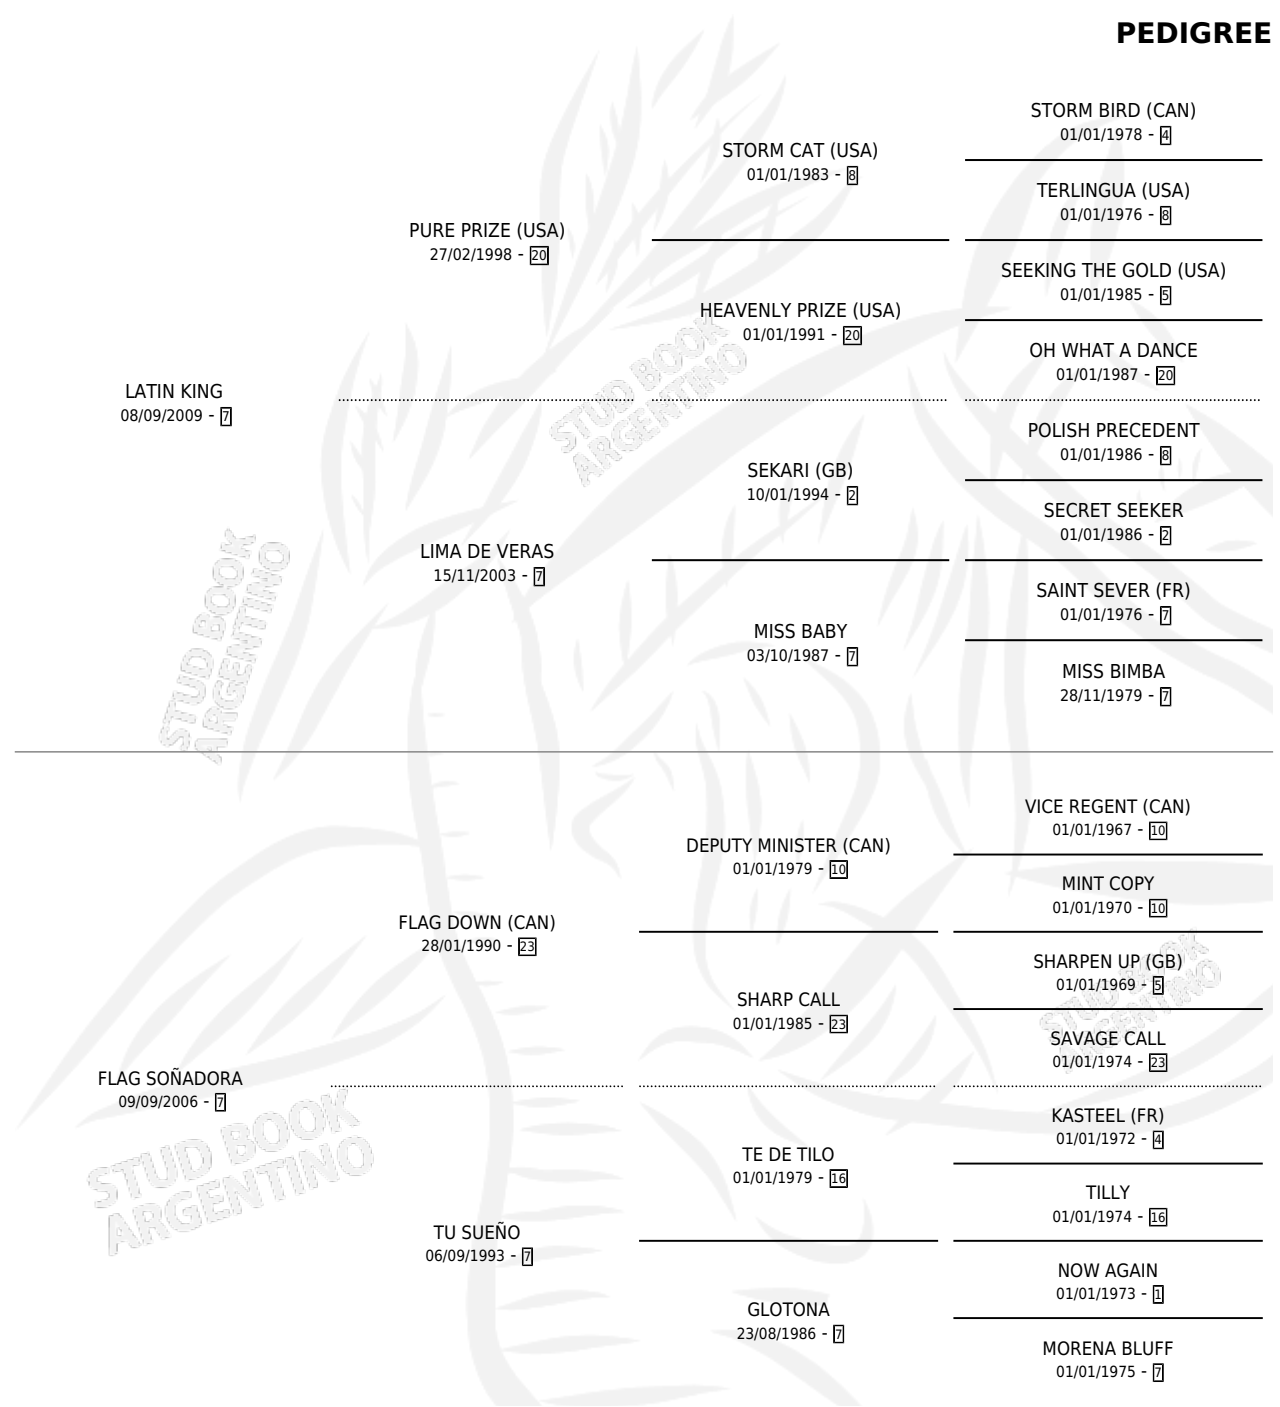 PEDIGREE
STORM BIRD (CAN)
01/01/1978 - 4
STORM CAT (USA)
01/01/1983 - 8
TERLINGUA (USA)
01/01/1976 - 8
PURE PRIZE (USA)
27/02/1998 - 20
SEEKING THE GOLD (USA)
01/01/1985 - 5
HEAVENLY PRIZE (USA)
01/01/1991 - 20
OH WHAT A DANCE
01/01/1987 - 20
LATIN KING
08/09/2009 - 7
POLISH PRECEDENT
01/01/1986 - 8
SEKARI (GB)
10/01/1994 - 2
SECRET SEEKER
01/01/1986 - 2
LIMA DE VERAS
15/11/2003 - 7
SAINT SEVER (FR)
01/01/1976 - 7
MISS BABY
03/10/1987 - 7
MISS BIMBA
28/11/1979 - 7
STUD BOOK
ARGENTINO
STUD BOOK
ARGENTINO
VICE REGENT (CAN)
01/01/1967 - 10
DEPUTY MINISTER (CAN)
01/01/1979 - 10
MINT COPY
01/01/1970 - 10
FLAG DOWN (CAN)
28/01/1990 - 23
SHARPEN UP (GB)
01/01/1969 - 5
SHARP CALL
01/01/1985 - 23
SAVAGE CALL
01/01/1974 - 23
STUD BOOK
ARGENTINO
FLAG SOÑADORA
09/09/2006 - 7
KASTEEL (FR)
01/01/1972 - 4
TE DE TILO
01/01/1979 - 16
TILLY
01/01/1974 - 16
STUD BOOK
ARGENTINO
TU SUEÑO
06/09/1993 - 7
NOW AGAIN
01/01/1973 - 1
GLOTONA
23/08/1986 - 7
MORENA BLUFF
01/01/1975 - 7